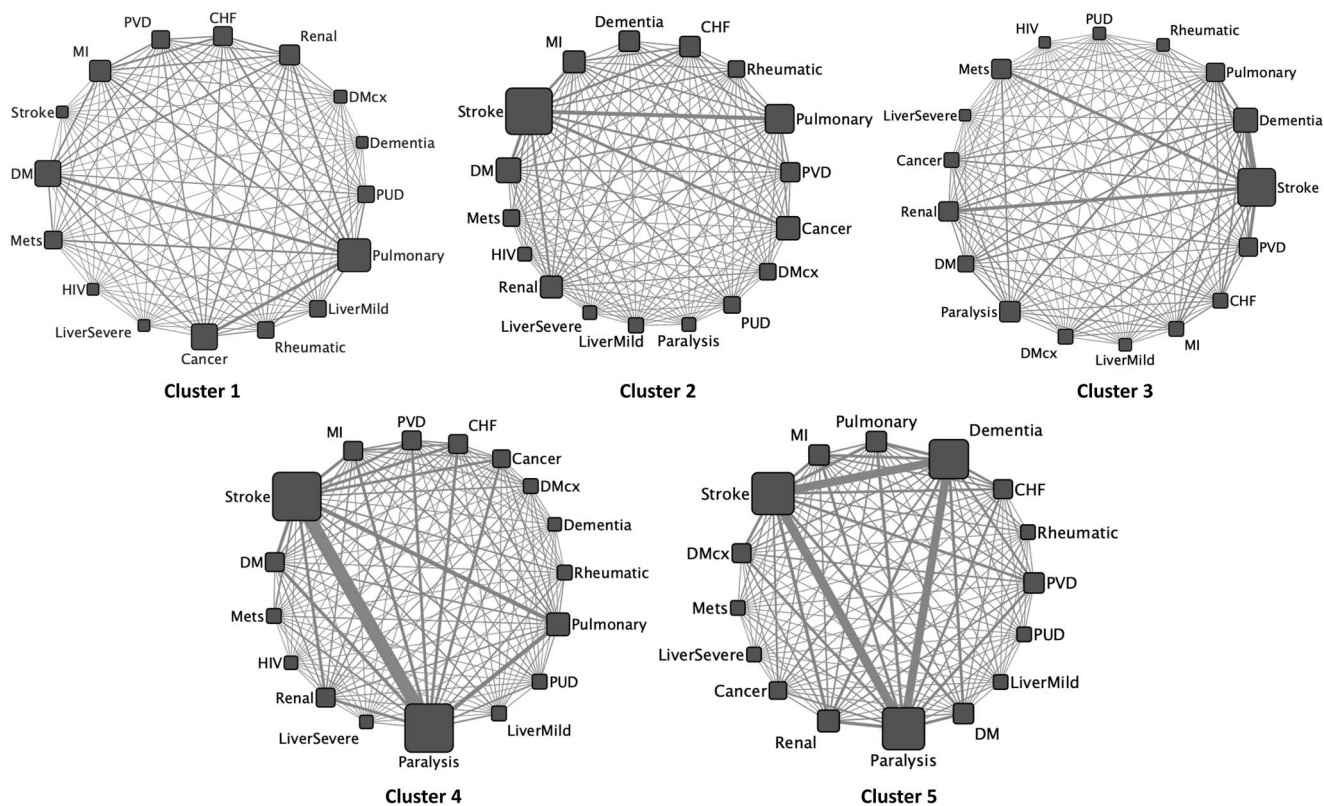 CHF
PVD
Renal
MI
DMcx
Stroke
Dementia
DM
PUD
Mets
Pulmonary
HIV
LiverMild
LiverSevere
Rheumatic
Cancer
Cluster 1
Dementia
CHF
MI
Rheumatic
Stroke
Pulmonary
DM
PVD
Mets
Cancer
HIV
DMcx
Renal
PUD
LiverSevere
LiverMild
Paralysis
Cluster 2
PUD
HIV
Rheumatic
Mets
Pulmonary
LiverSevere
Dementia
Cancer
Stroke
Renal
PVD
DM
CHF
Paralysis
MI
DMcx
LiverMild
Cluster 3
PVD
CHF
MI
Cancer
DMcx
Stroke
Dementia
DM
Rheumatic
Mets
Pulmonary
HIV
PUD
Renal
LiverMild
LiverSevere
Paralysis
Cluster 4
Pulmonary
Dementia
MI
CHF
Stroke
Rheumatic
DMcx
PVD
Mets
PUD
LiverSevere
LiverMild
Cancer
DM
Renal
Paralysis
Cluster 5